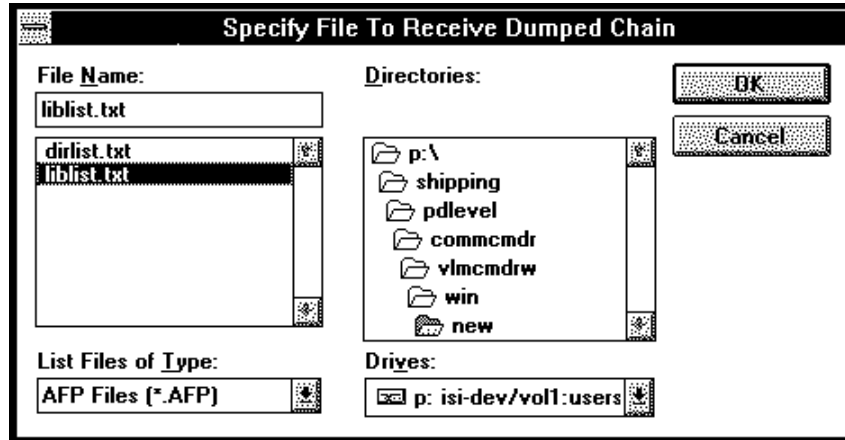 Specify File To Receive Dumped Chain
File Name:
Directories:
OK
liblist.txt
Cancel
dirlist.txt
liblist.txt
p:\
shipping
pdlevel
commcmdr
vlmcmdrw
win
new
List Files of Type:
Drives:
AFP Files (*.AFP)
p: isi-dev/vol1:users